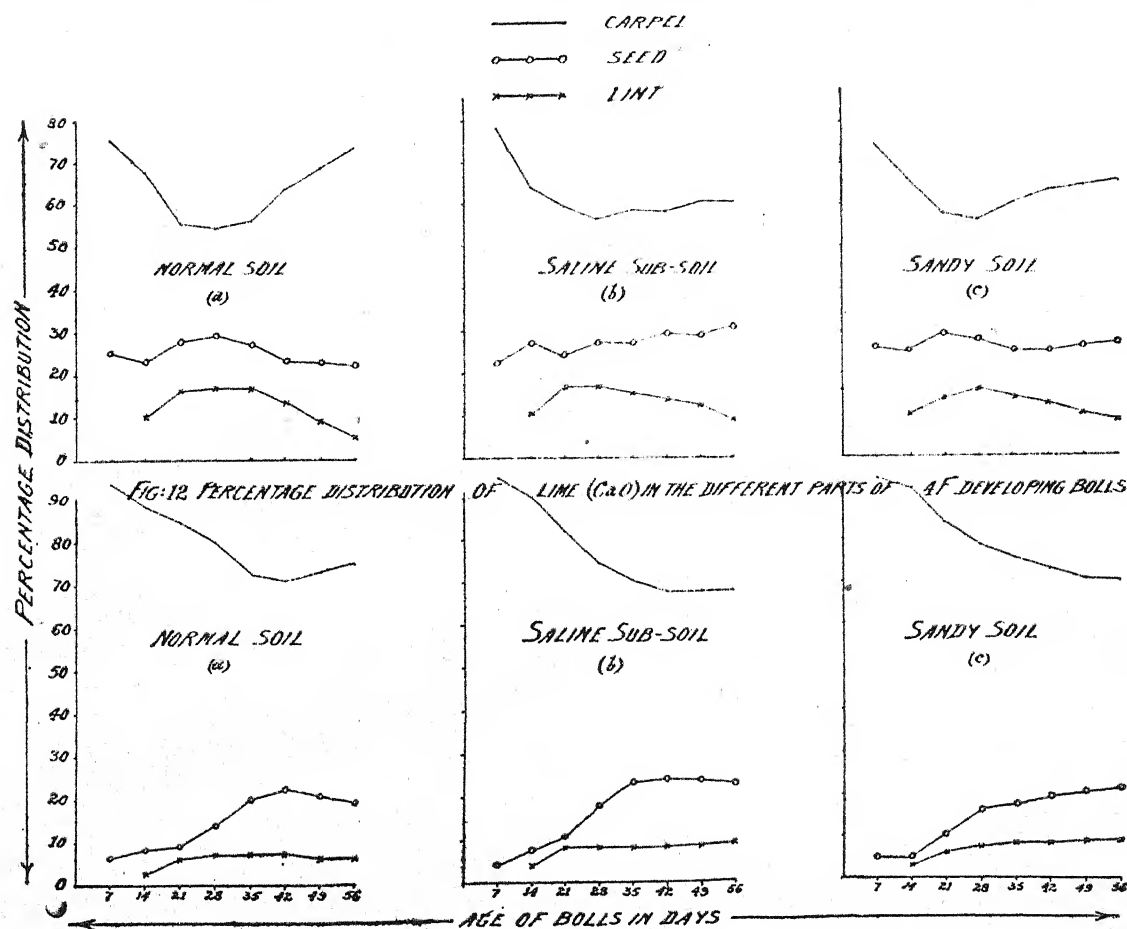 CARPEL
SEED
LINT
PERCENTAGE DISTRIBUTION
80
70
60
50
40
30
20
10
0
NORMAL SOIL
(a)
SALINE SUB-SOIL
(b)
SANDY SOIL
(c)
FIG:12 PERCENTAGE DISTRIBUTION OF LIME (CaO) IN THE DIFFERENT PARTS OF 4F DEVELOPING BOLLS
90
80
70
60
50
40
30
20
10
0
NORMAL SOIL
(a)
SALINE SUB-SOIL
(b)
SANDY SOIL
(c)
7 14 21 28 35 42 49 56
7 14 21 28 35 42 49 56
7 14 21 28 35 42 49 56
AGE OF BOLLS IN DAYS